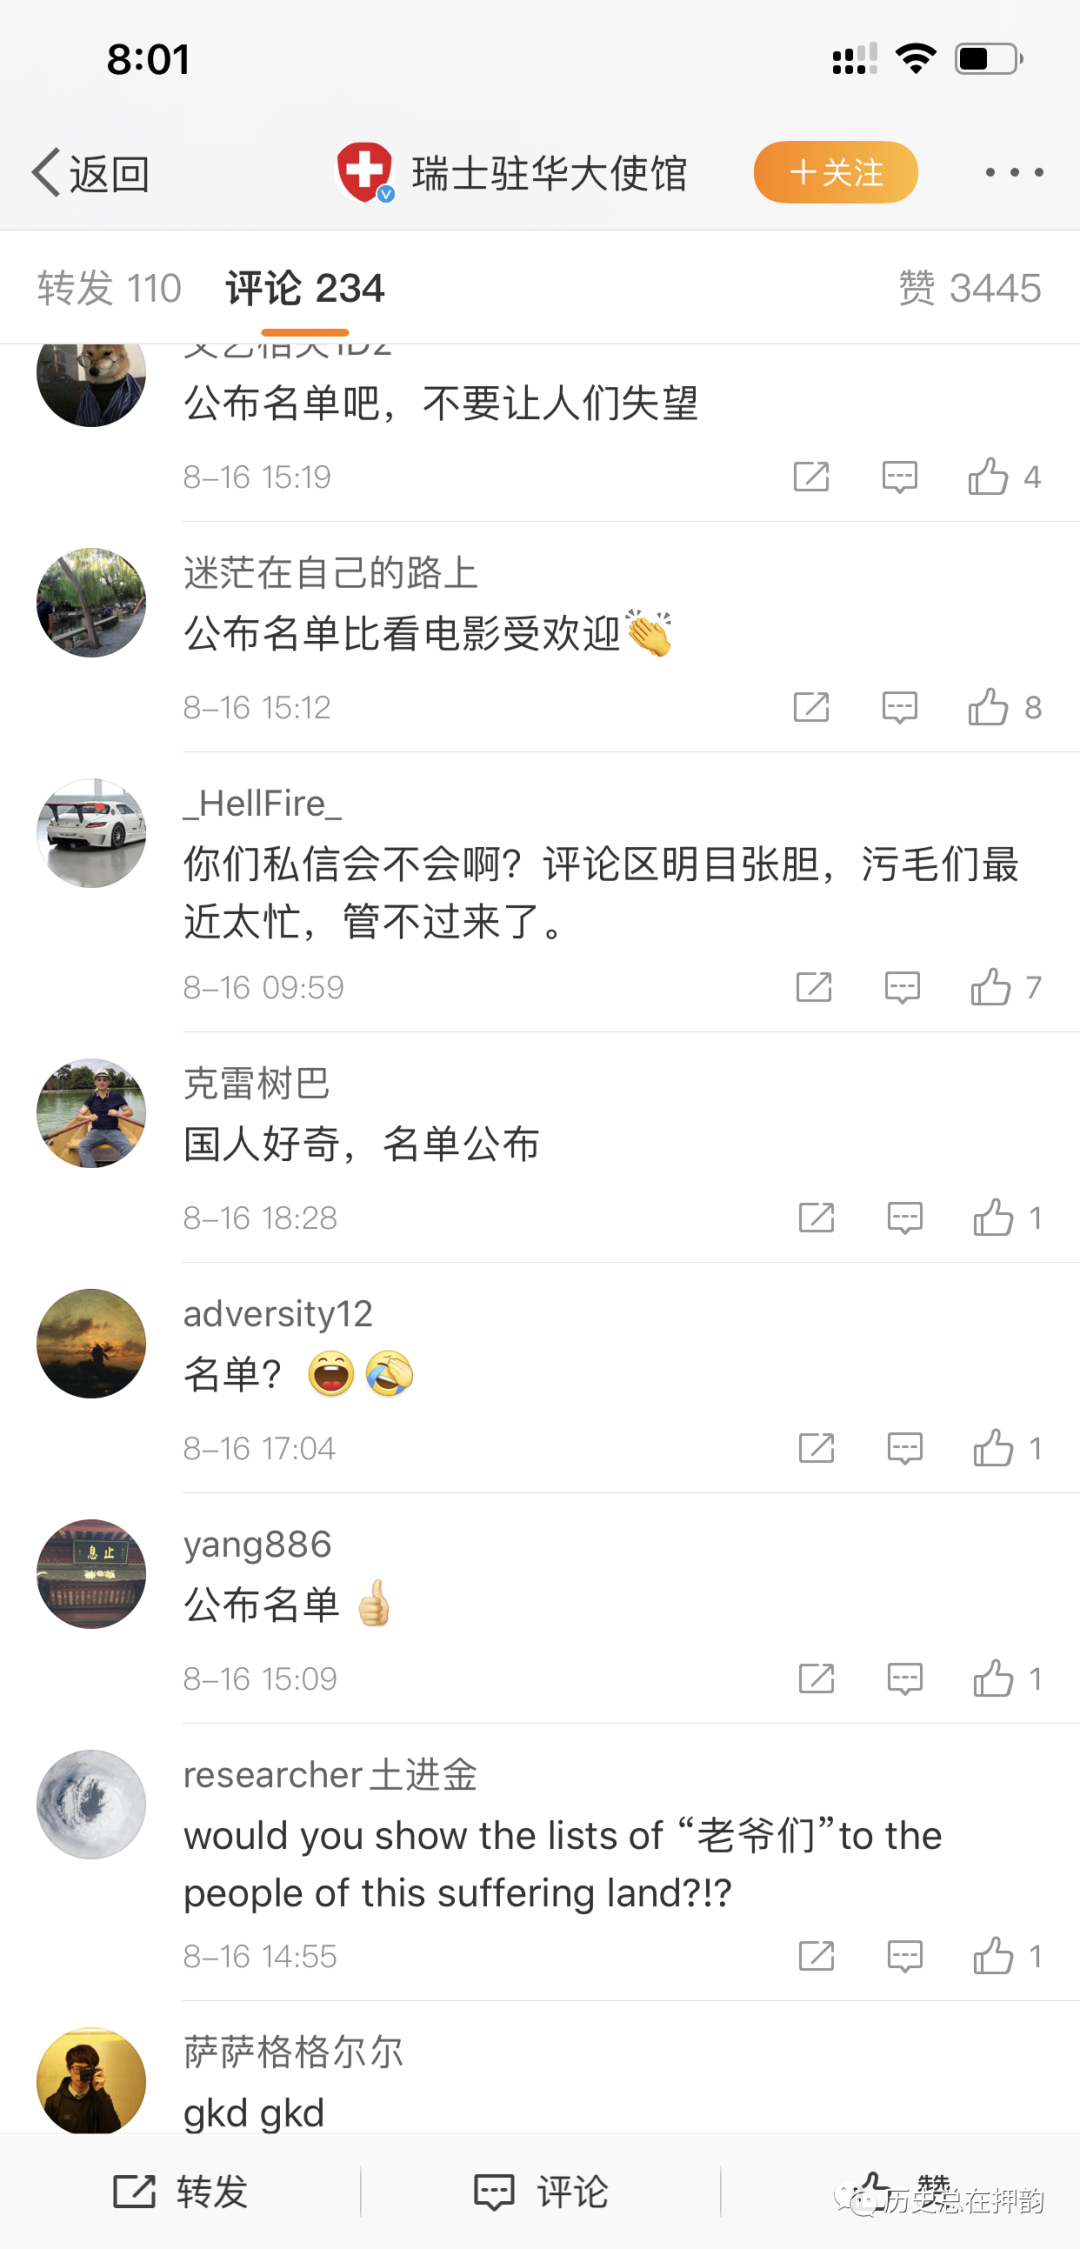 8:01
返回
瑞士驻华大使馆
+关注
转发 110
评论 234
赞 3445
公布名单吧，不要让人们失望
8-16 15:19
4
迷茫在自己的路上
公布名单比看电影受欢迎
8-16 15:12
8
_HellFire_
你们私信会不会啊？评论区明目张胆，污毛们最
近太忙，管不过来了。
8-16 09:59
7
克雷树巴
国人好奇，名单公布
8-16 18:28
1
adversity12
名单？
8-16 17:04
1
息止
yang886
公布名单
8-16 15:09
1
researcher土进金
would you show the lists of “老爷们”to the
people of this suffering land?!?
8-16 14:55
1
萨萨格格尔尔
gkd gkd
转发
评论
赞
历史总在押韵